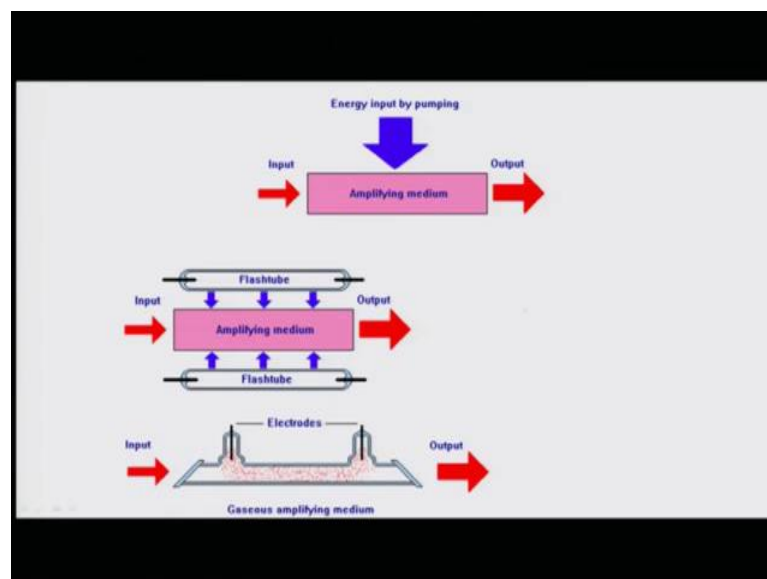 Energy input by pumping
Input
Output
Amplifying medium
Flashtube
Input
Output
Amplifying medium
Flashtube
Electrodes
Input
Output
Gaseous amplifying medium